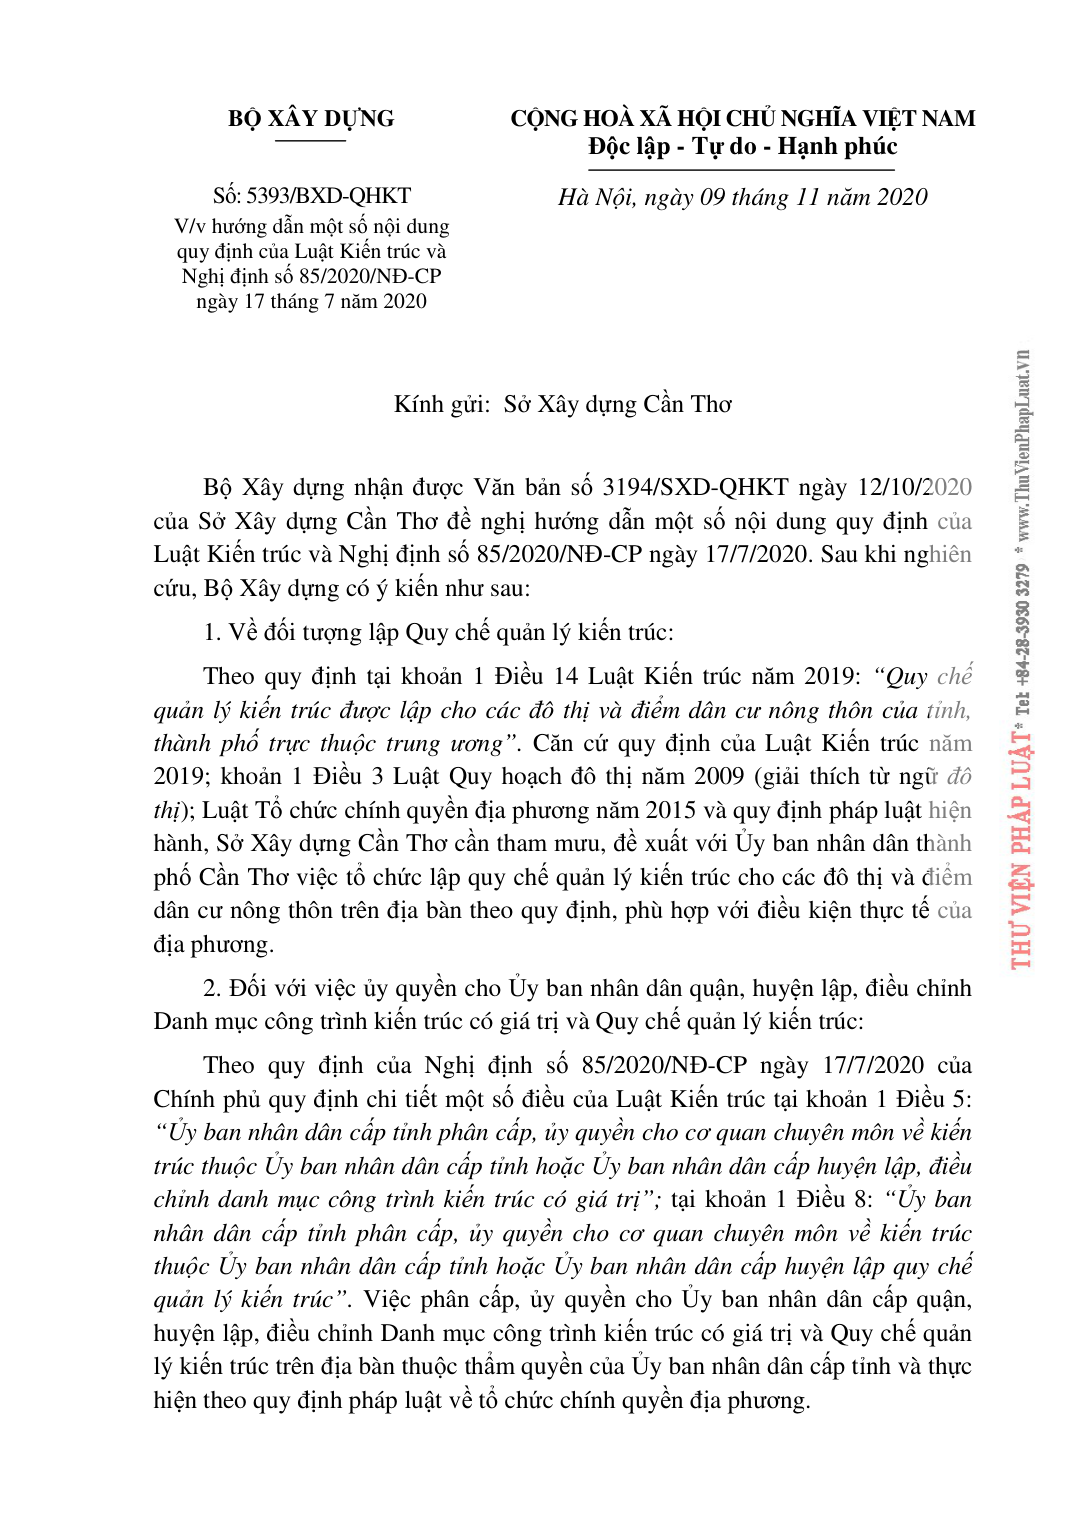 BỘ XÂY DỰNG
CỘNG HOÀ XÃ HỘI CHỦ NGHĨA VIỆT NAM
Độc lập - Tự do - Hạnh phúc
Số: 5393/BXD-QHKT
Hà Nội, ngày 09 tháng 11 năm 2020
V/v hướng dẫn một số nội dung
quy định của Luật Kiến trúc và
Nghị định số 85/2020/NĐ-CP
ngày 17 tháng 7 năm 2020
Kính gửi: Sở Xây dựng Cần Thơ
Bộ Xây dựng nhận được Văn bản số 3194/SXD-QHKT ngày 12/10/2020
của Sở Xây dựng Cần Thơ đề nghị hướng dẫn một số nội dung quy định của
Luật Kiến trúc và Nghị định số 85/2020/NĐ-CP ngày 17/7/2020. Sau khi nghiên
cứu, Bộ Xây dựng có ý kiến như sau:
1. Về đối tượng lập Quy chế quản lý kiến trúc:
Theo quy định tại khoản 1 Điều 14 Luật Kiến trúc năm 2019: “Quy chế
quản lý kiến trúc được lập cho các đô thị và điểm dân cư nông thôn của tỉnh,
thành phố trực thuộc trung ương”. Căn cứ quy định của Luật Kiến trúc năm
2019; khoản 1 Điều 3 Luật Quy hoạch đô thị năm 2009 (giải thích từ ngữ đô
thị); Luật Tổ chức chính quyền địa phương năm 2015 và quy định pháp luật hiện
hành, Sở Xây dựng Cần Thơ cần tham mưu, đề xuất với Ủy ban nhân dân thành
phố Cần Thơ việc tổ chức lập quy chế quản lý kiến trúc cho các đô thị và điểm
dân cư nông thôn trên địa bàn theo quy định, phù hợp với điều kiện thực tế của
địa phương.
2. Đối với việc ủy quyền cho Ủy ban nhân dân quận, huyện lập, điều chỉnh
Danh mục công trình kiến trúc có giá trị và Quy chế quản lý kiến trúc:
Theo quy định của Nghị định số 85/2020/NĐ-CP ngày 17/7/2020 của
Chính phủ quy định chi tiết một số điều của Luật Kiến trúc tại khoản 1 Điều 5:
“Ủy ban nhân dân cấp tỉnh phân cấp, ủy quyền cho cơ quan chuyên môn về kiến
trúc thuộc Ủy ban nhân dân cấp tỉnh hoặc Ủy ban nhân dân cấp huyện lập, điều
chỉnh danh mục công trình kiến trúc có giá trị”; tại khoản 1 Điều 8: “Ủy ban
nhân dân cấp tỉnh phân cấp, ủy quyền cho cơ quan chuyên môn về kiến trúc
thuộc Ủy ban nhân dân cấp tỉnh hoặc Ủy ban nhân dân cấp huyện lập quy chế
quản lý kiến trúc”. Việc phân cấp, ủy quyền cho Ủy ban nhân dân cấp quận,
huyện lập, điều chỉnh Danh mục công trình kiến trúc có giá trị và Quy chế quản
lý kiến trúc trên địa bàn thuộc thẩm quyền của Ủy ban nhân dân cấp tỉnh và thực
hiện theo quy định pháp luật về tổ chức chính quyền địa phương.
THƯ VIỆN PHÁP LUẬT * Tel: +84-28-3930 3279 * www.ThuVienPhapLuat.vn